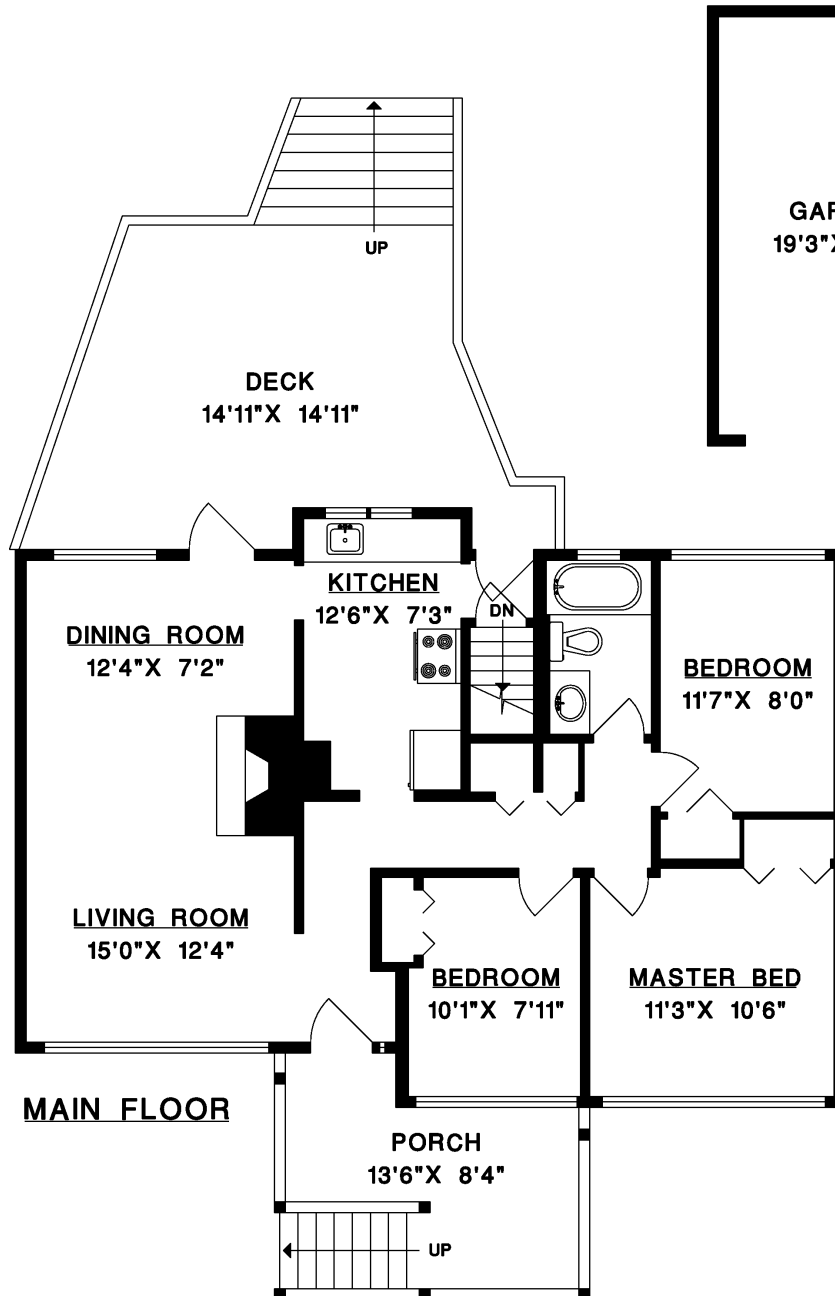 GAR
19'3"X
UP
DECK
14'11"X 14'11"
KITCHEN
12'6"X 7'3"
DN
DINING ROOM
12'4"X 7'2"
BEDROOM
11'7"X 8'0"
LIVING ROOM
15'0"X 12'4"
BEDROOM
10'1"X 7'11"
MASTER BED
11'3"X 10'6"
MAIN FLOOR
PORCH
13'6"X 8'4"
UP